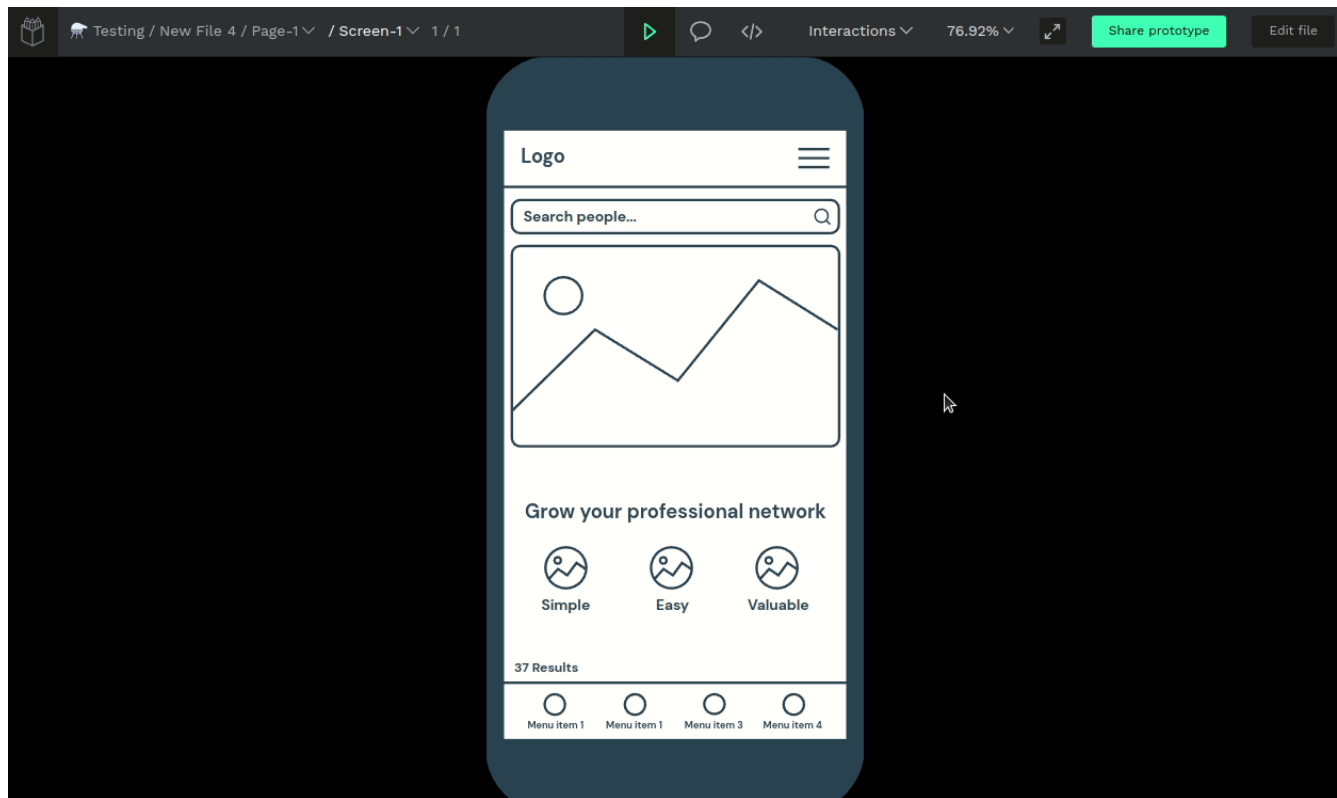 Testing / New File 4 / Page-1 / Screen-1 1 / 1 Interactions 76.92% Share prototype Edit file
Logo
Search people...
Grow your professional network
Simple Easy Valuable
37 Results
Menu item 1 Menu item 1 Menu item 3 Menu item 4